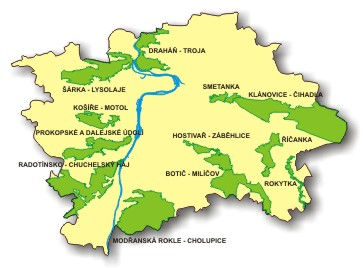 DRAHÁŇ - TROJA
ŠÁRKA - LYSOLAJE
SMETANKA
KLÁNOVICE - ČIHADLA
KOŠÍŘE - MOTOL
PROKOPSKÉ A DALEJSKÉ ÚDOLÍ
HOSTIVAŘ - ZÁBĚHLICE
ŘÍČANKA
RADOTÍNSKO - CHUCHELSKÝ HÁJ
BOTIČ - MILÍČOV
ROKYTKA
MODŘANSKÁ ROKLE - CHOLUPICE